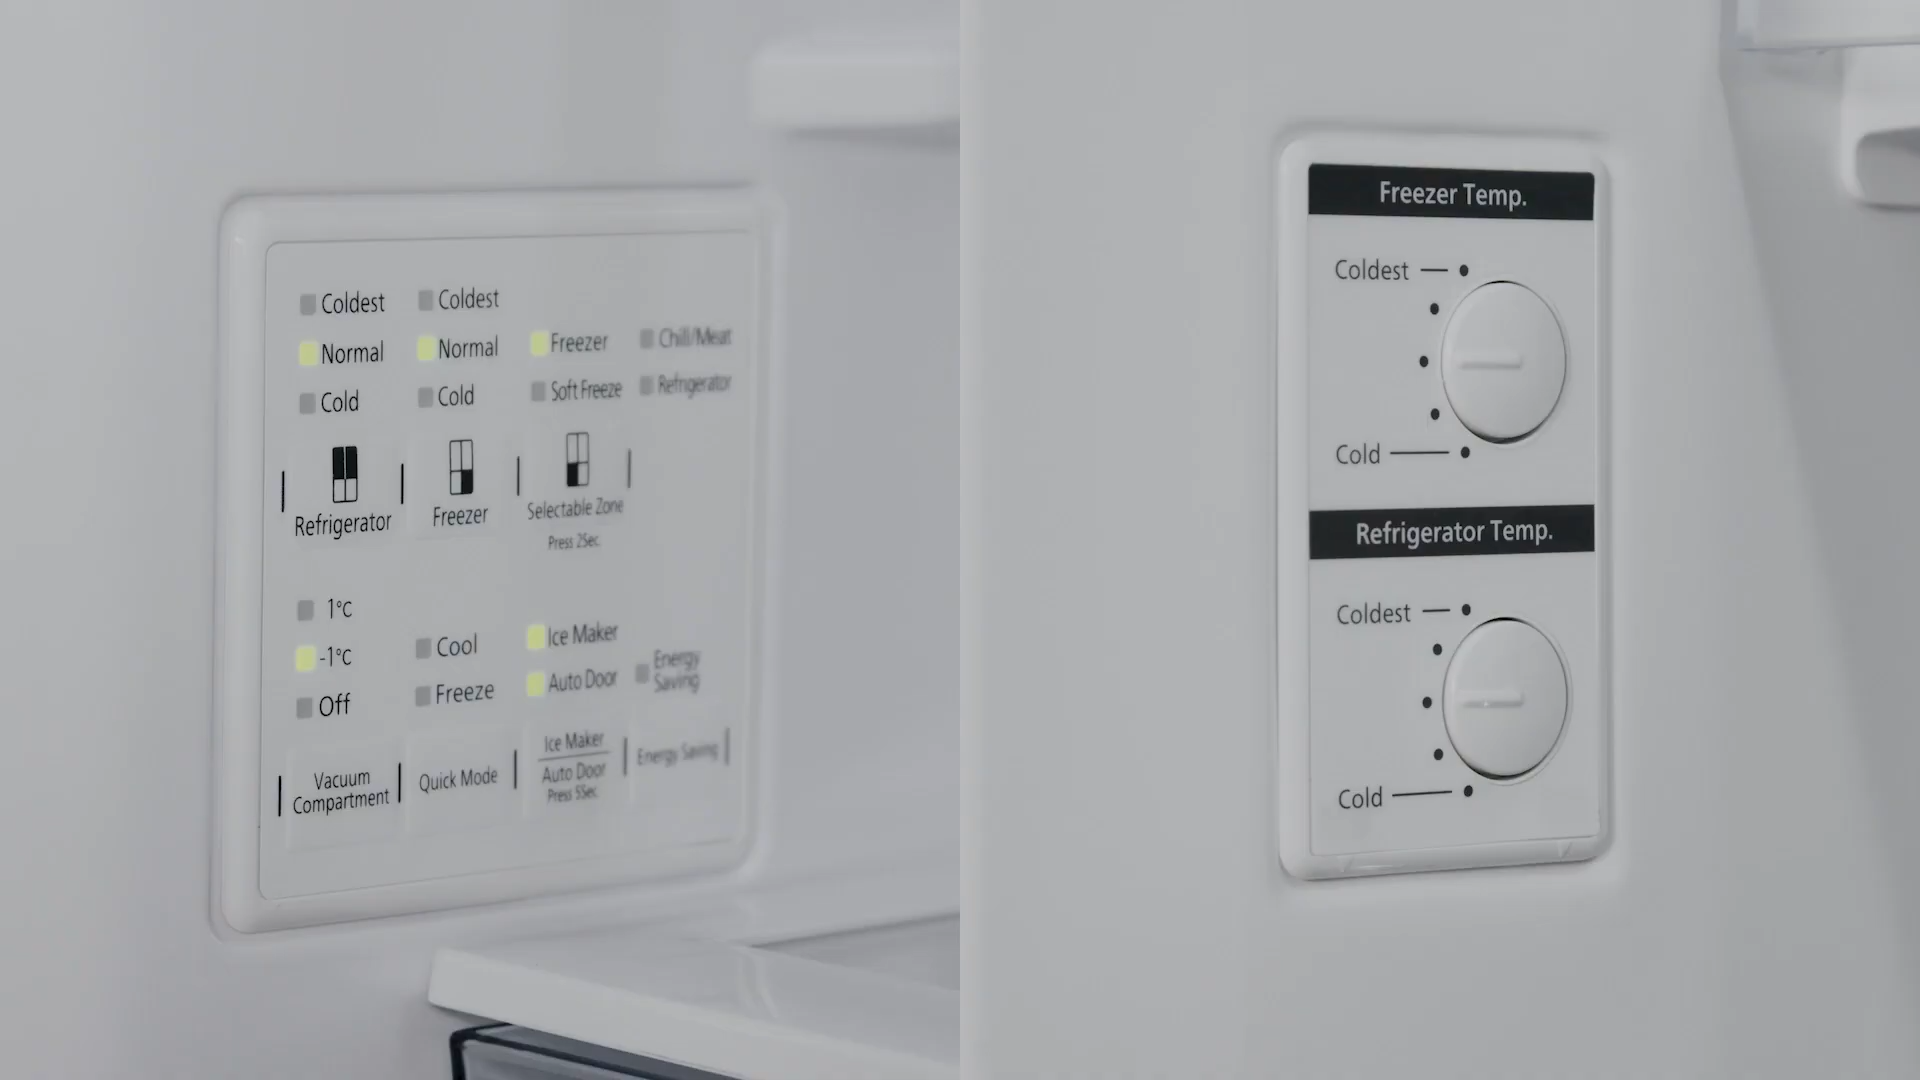 Coldest
Coldest
Normal
Normal
Freezer
Chill/Meat
Cold
Cold
Soft Freeze
Refrigerator
Refrigerator
Freezer
Selectable Zone
Press 2Sec.
1°C
-1°C
Cool
Ice Maker
Energy
Saving
Off
Freeze
Auto Door
Vacuum
Compartment
Quick Mode
Ice Maker
Auto Door
Press 5Sec.
Energy Saving
Freezer Temp.
Coldest
Cold
Refrigerator Temp.
Coldest
Cold